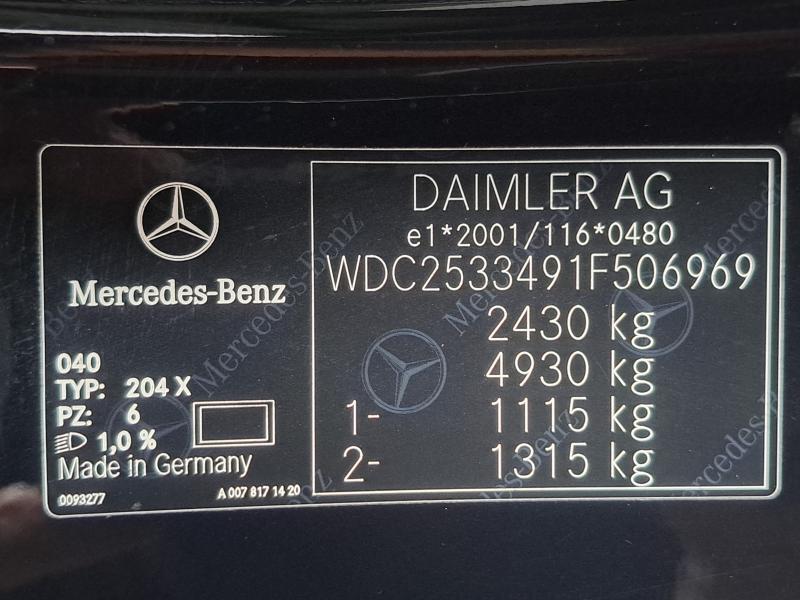 Mercedes-Benz
040
TYP: 204 X
PZ: 6
1,0 %
Made in Germany
0093277
A 007 817 14 20
DAIMLER AG
e1*2001/116*0480
WDC2533491F506969
2430 kg
4930 kg
1- 1115 kg
2- 1315 kg